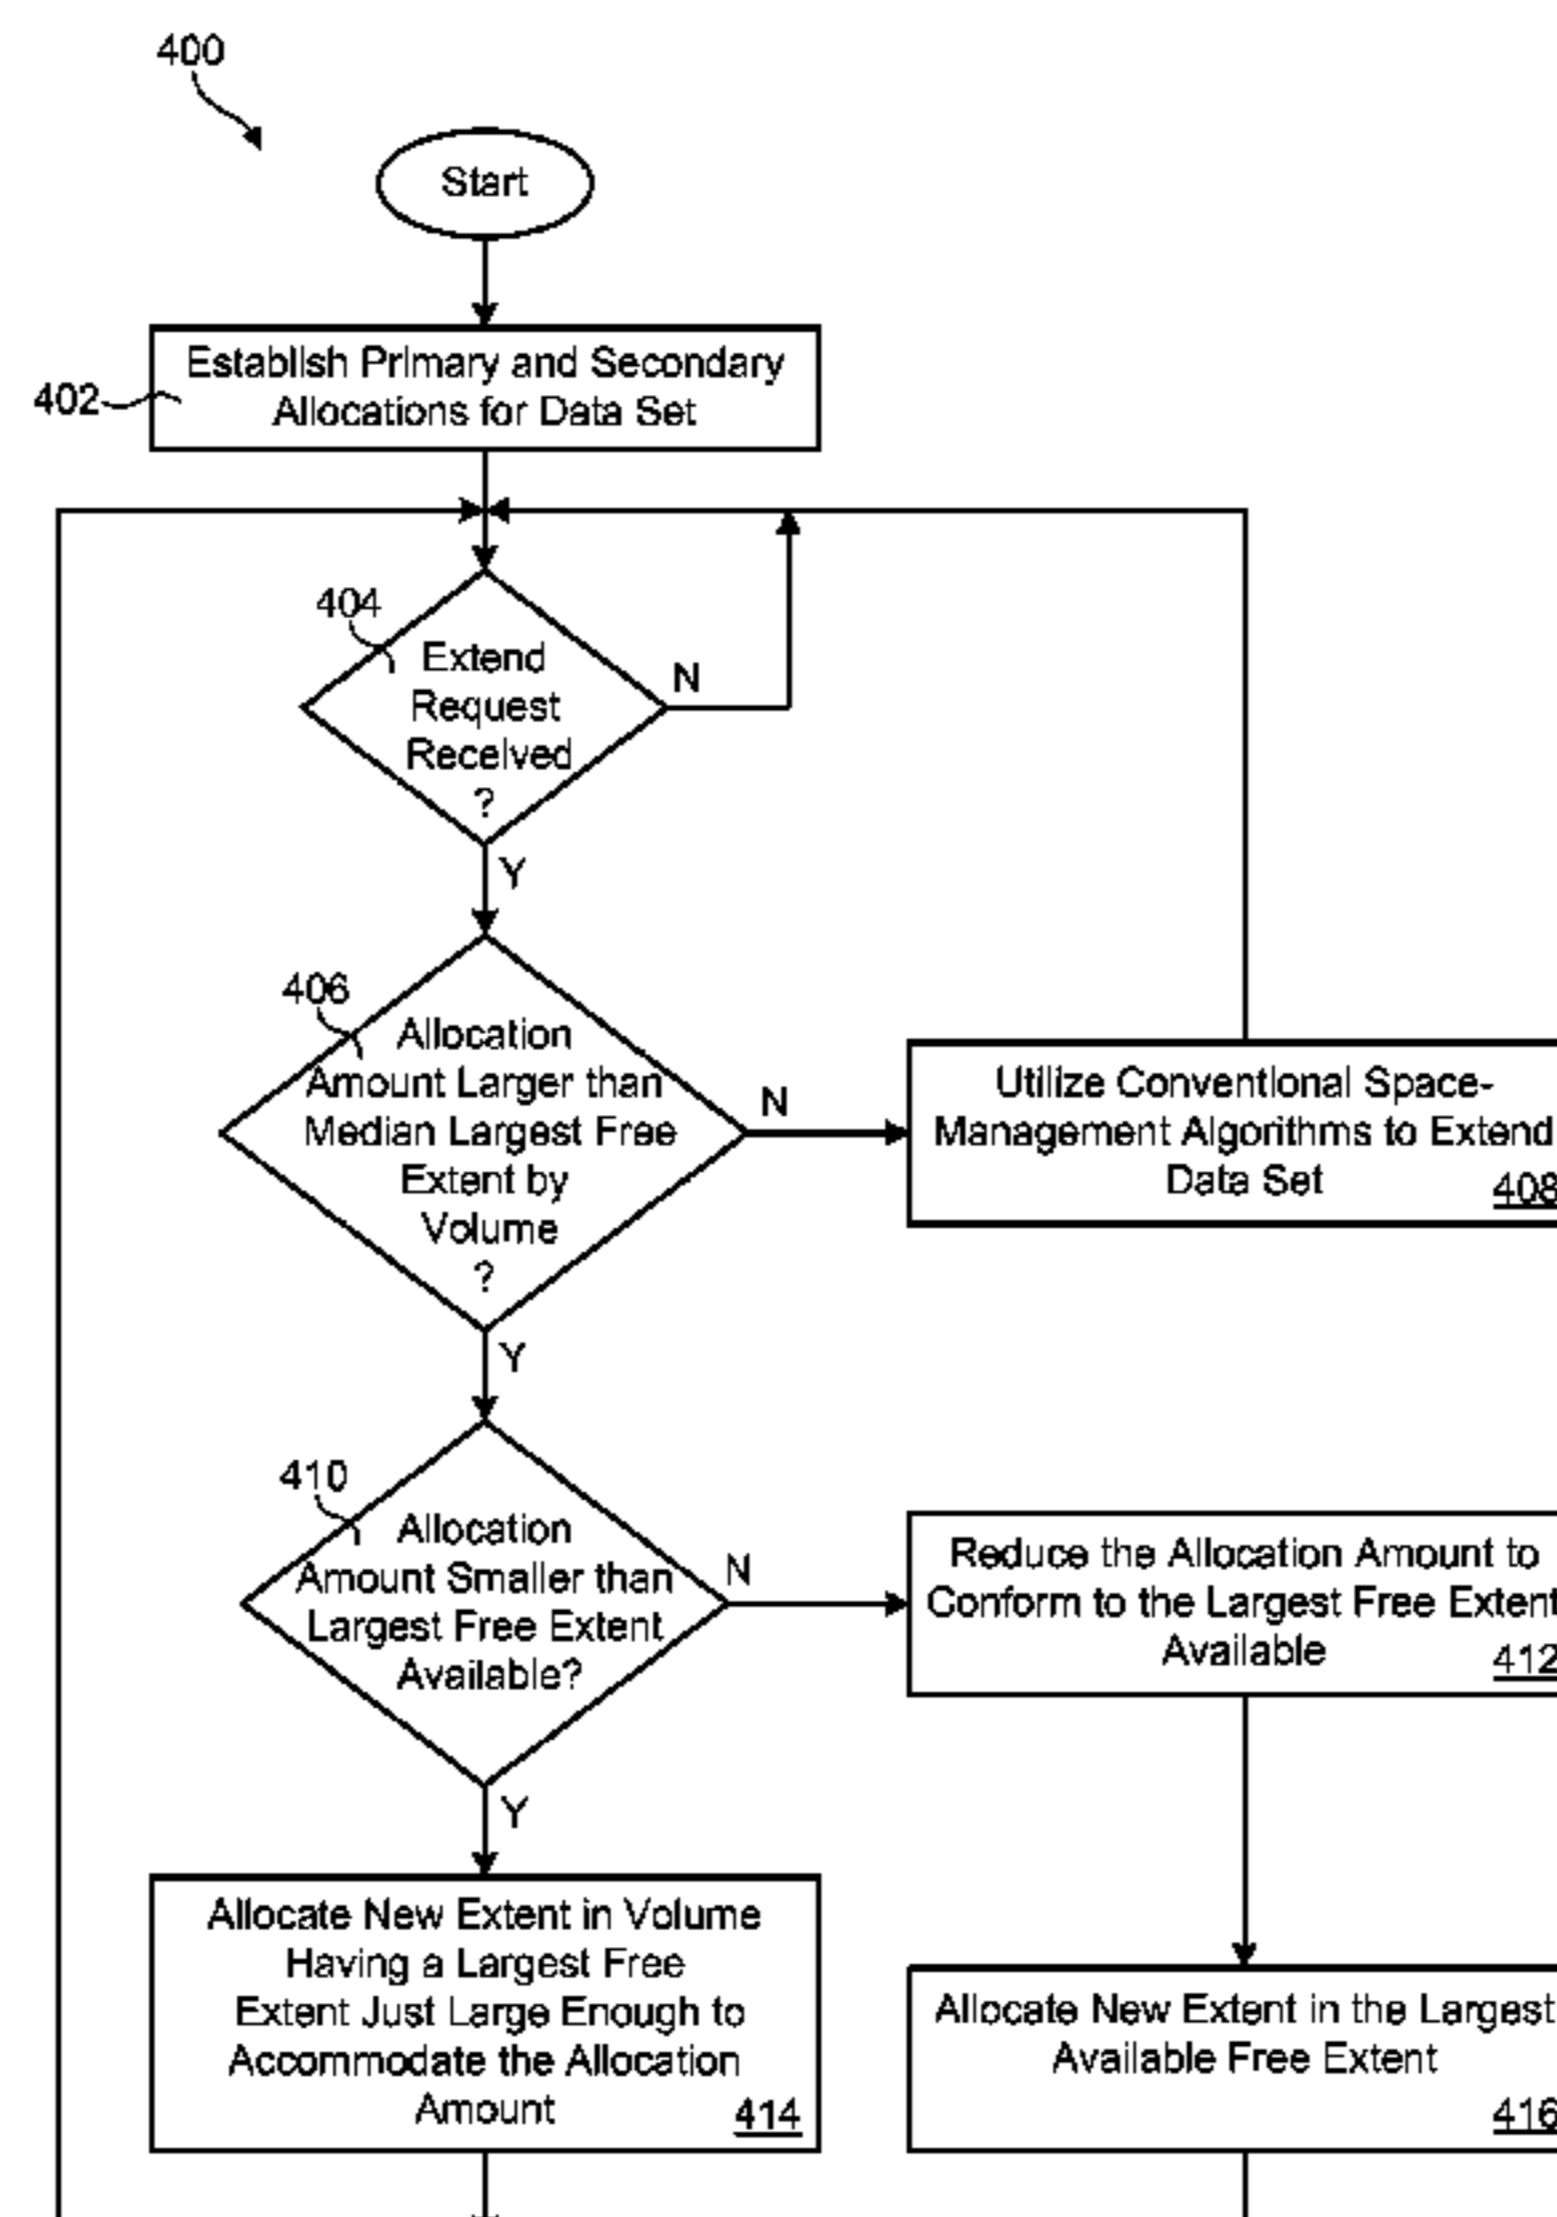 400
Start
Establish Primary and Secondary
Allocations for Data Set
402
404
Extend
Request
Received
?
N
Y
406
Allocation
Amount Larger than
Median Largest Free
Extent by
Volume
?
N
Y
Utilize Conventional Space-
Management Algorithms to Extend
Data Set
408
410
Allocation
Amount Smaller than
Largest Free Extent
Available?
N
Y
Reduce the Allocation Amount to
Conform to the Largest Free Extent
Available
412
Allocate New Extent in Volume
Having a Largest Free
Extent Just Large Enough to
Accommodate the Allocation
Amount
414
Allocate New Extent in the Largest
Available Free Extent
416